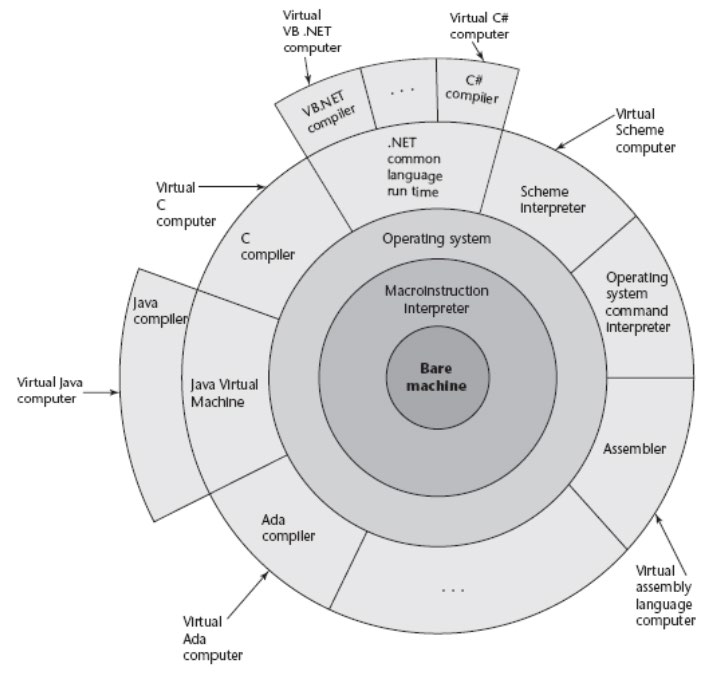 Virtual
VB .NET
computer
Virtual C#
computer
VB.NET
compiler
. . .
C#
compiler
Virtual
Scheme
computer
.NET
common
language
run time
Virtual
C
computer
Scheme
interpreter
C
compiler
Operating system
Operating
system
command
interpreter
Macroinstruction
interpreter
Java
compiler
Bare
machine
Virtual Java
computer
Java Virtual
Machine
Assembler
Ada
compiler
. . .
Virtual
assembly
language
computer
Virtual
Ada
computer